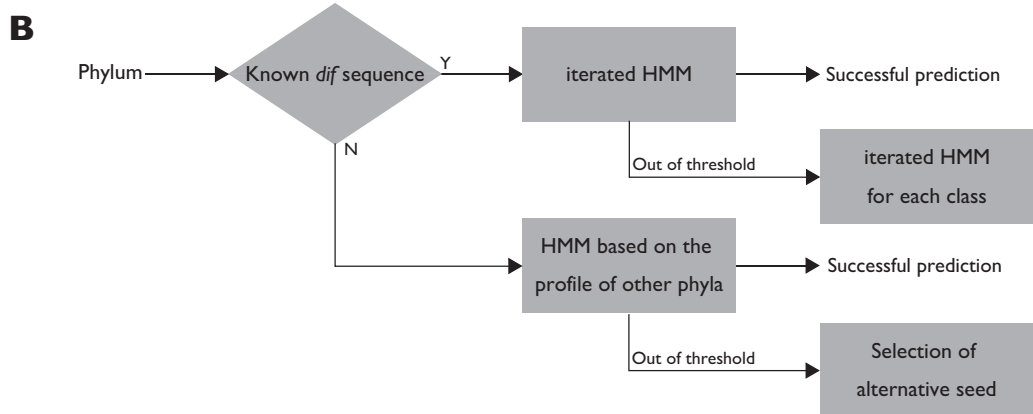 B
Phylum
Known dif sequence
Y
iterated HMM
Successful prediction
N
Out of threshold
iterated HMM
for each class
HMM based on the
profile of other phyla
Successful prediction
Out of threshold
Selection of
alternative seed